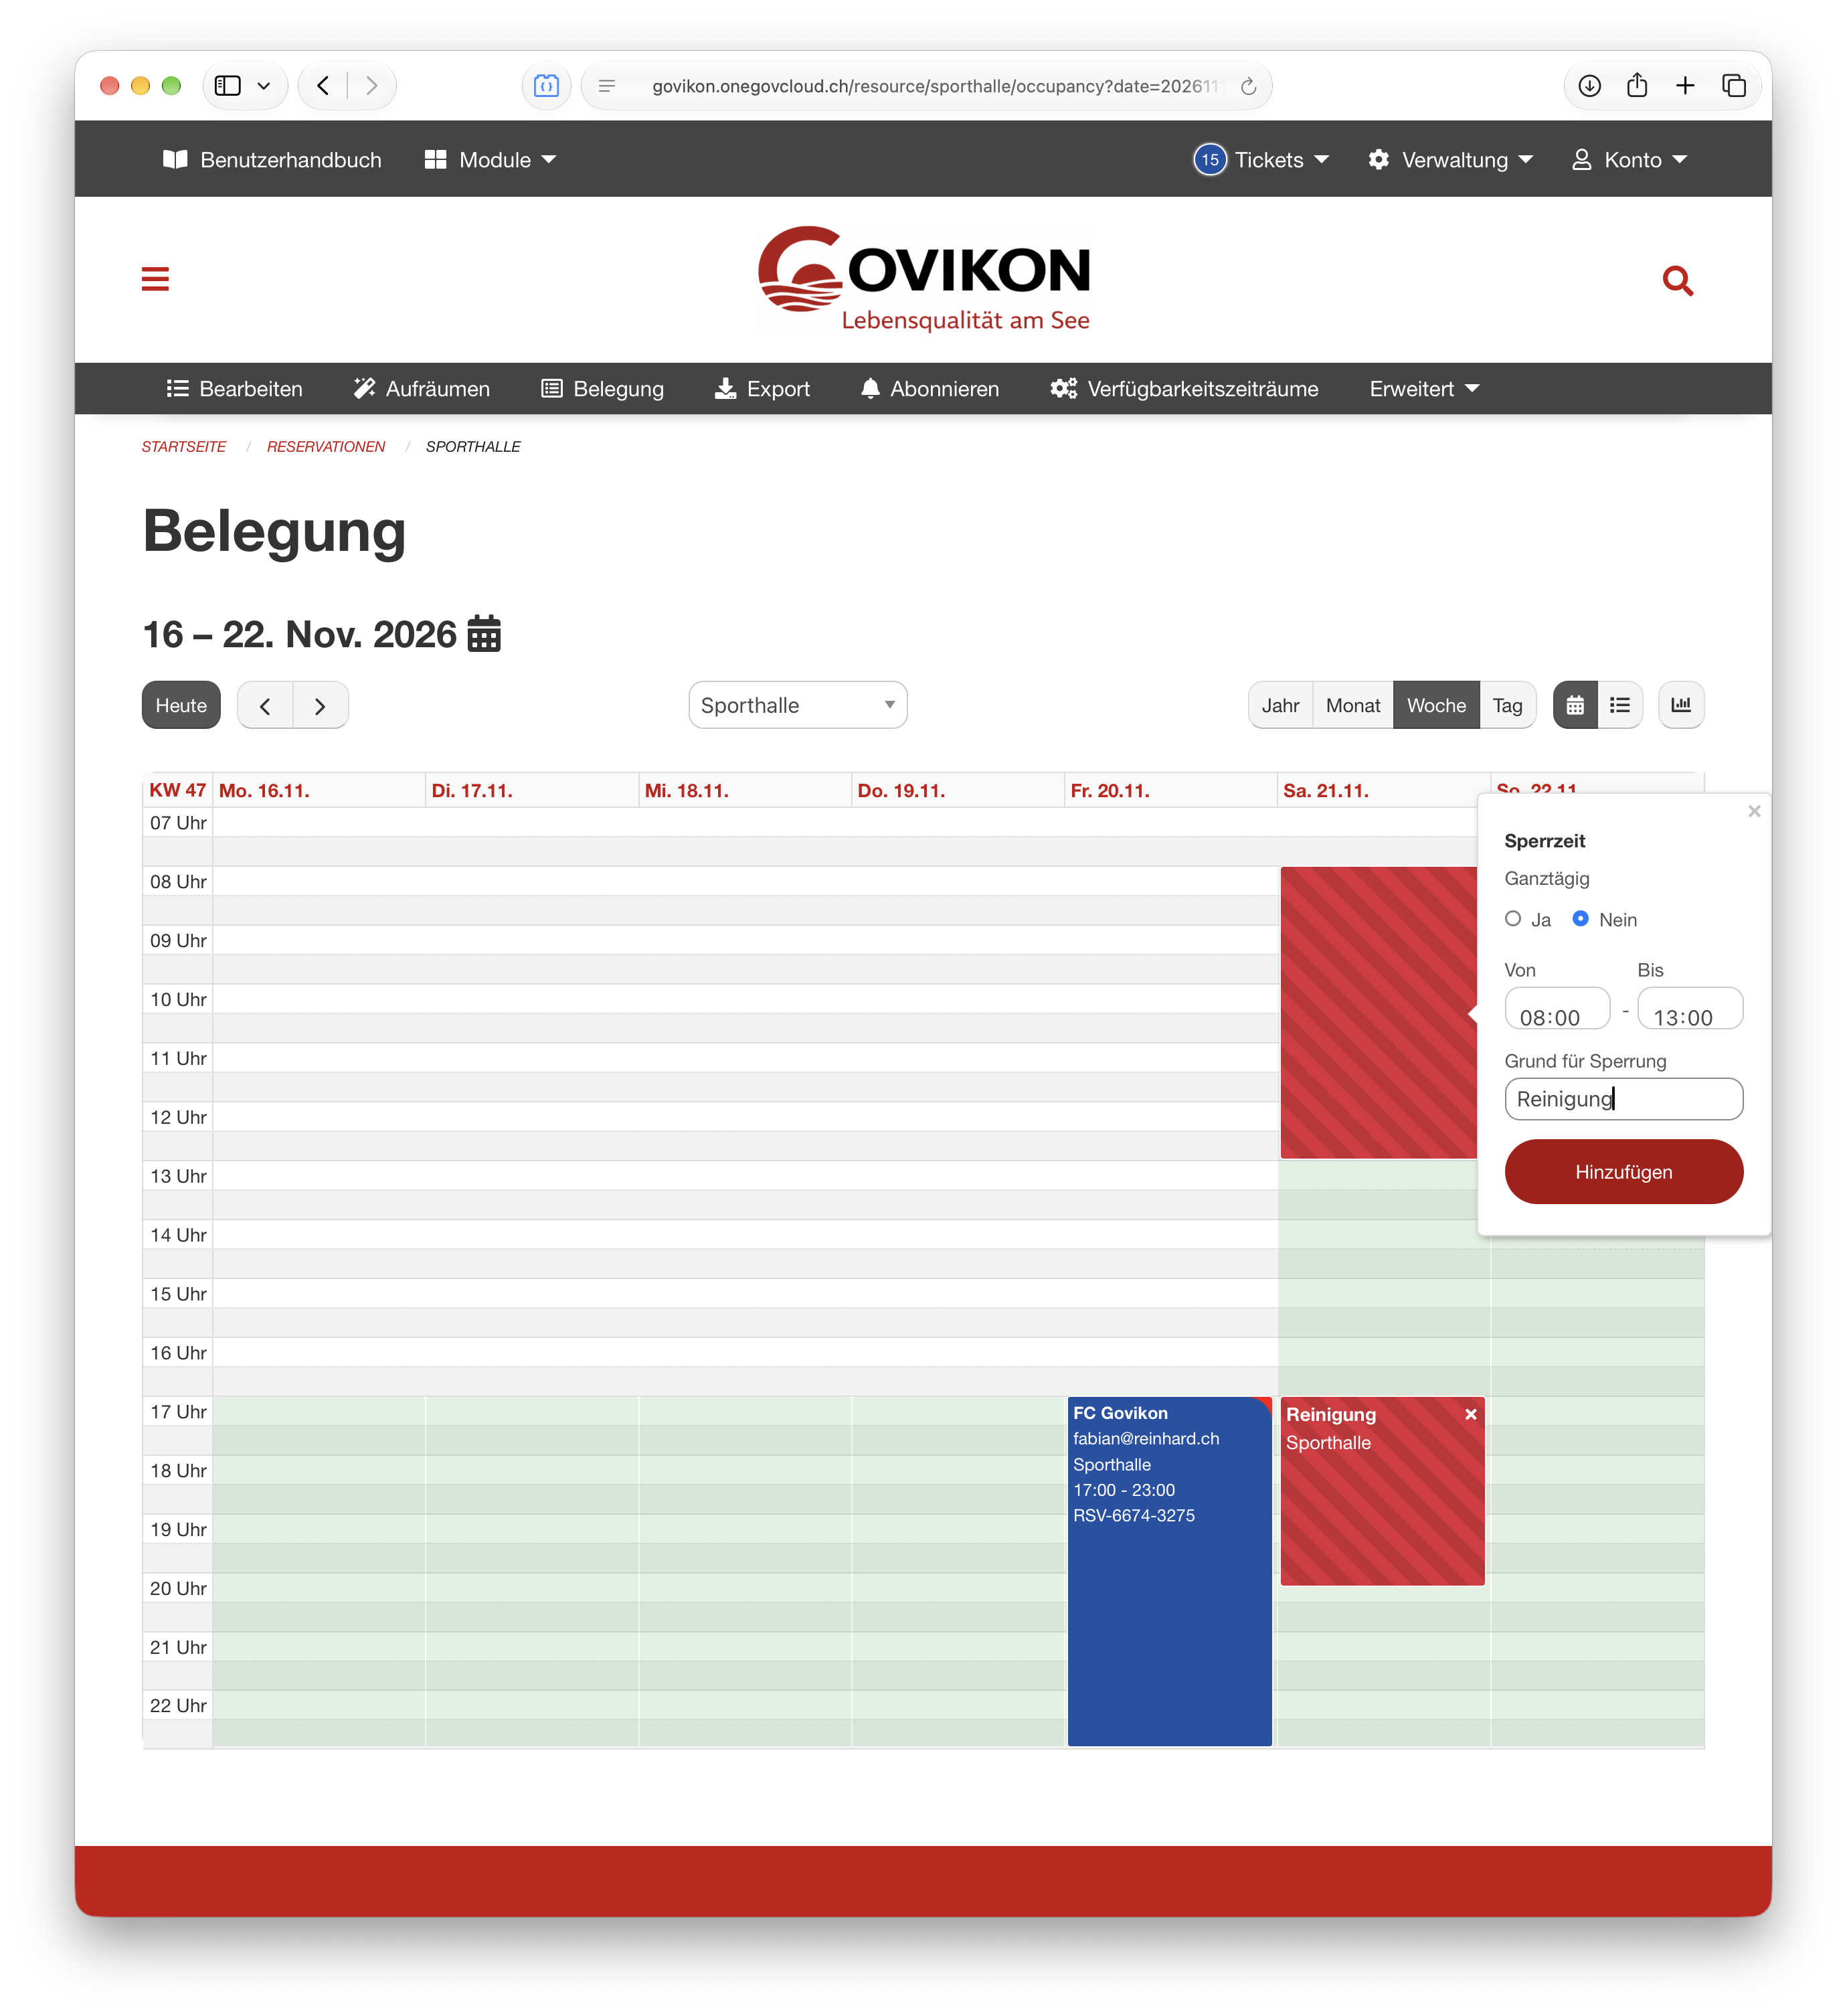 govikon.onegovcloud.ch/resource/sporthalle/occupancy?date=202611
Benutzerhandbuch Module 15 Tickets Verwaltung Konto
OVIKON
Lebensqualität am See
Bearbeiten Aufräumen Belegung Export Abonnieren Verfügbarkeitszeiträume Erweitert
STARTSEITE / RESERVATIONEN / SPORTHALLE
Belegung
16 – 22. Nov. 2026
Heute Sporthalle Jahr Monat Woche Tag
KW 47 Mo. 16.11. Di. 17.11. Mi. 18.11. Do. 19.11. Fr. 20.11. Sa. 21.11. So. 22.11.
07 Uhr
08 Uhr
09 Uhr
10 Uhr
11 Uhr
12 Uhr
13 Uhr
14 Uhr
15 Uhr
16 Uhr
17 Uhr
18 Uhr
19 Uhr
20 Uhr
21 Uhr
22 Uhr
Sperrzeit
Ganztägig
Ja Nein
Von Bis
08:00 - 13:00
Grund für Sperrung
Reinigung
Hinzufügen
FC Govikon
fabian@reinhard.ch
Sporthalle
17:00 - 23:00
RSV-6674-3275
Reinigung
Sporthalle